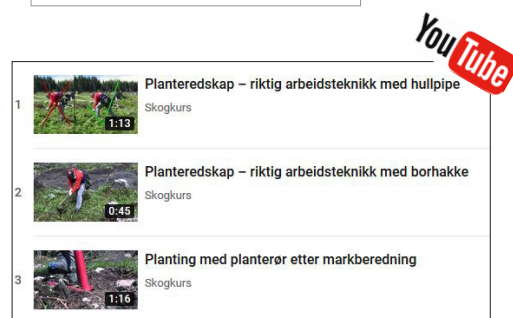 You Tube
1
Planteredskap – riktig arbeidsteknikk med hullpipe
Skogkurs
1:13
2
Planteredskap – riktig arbeidsteknikk med borhakke
Skogkurs
0:45
3
Planting med planterør etter markberedning
Skogkurs
1:16